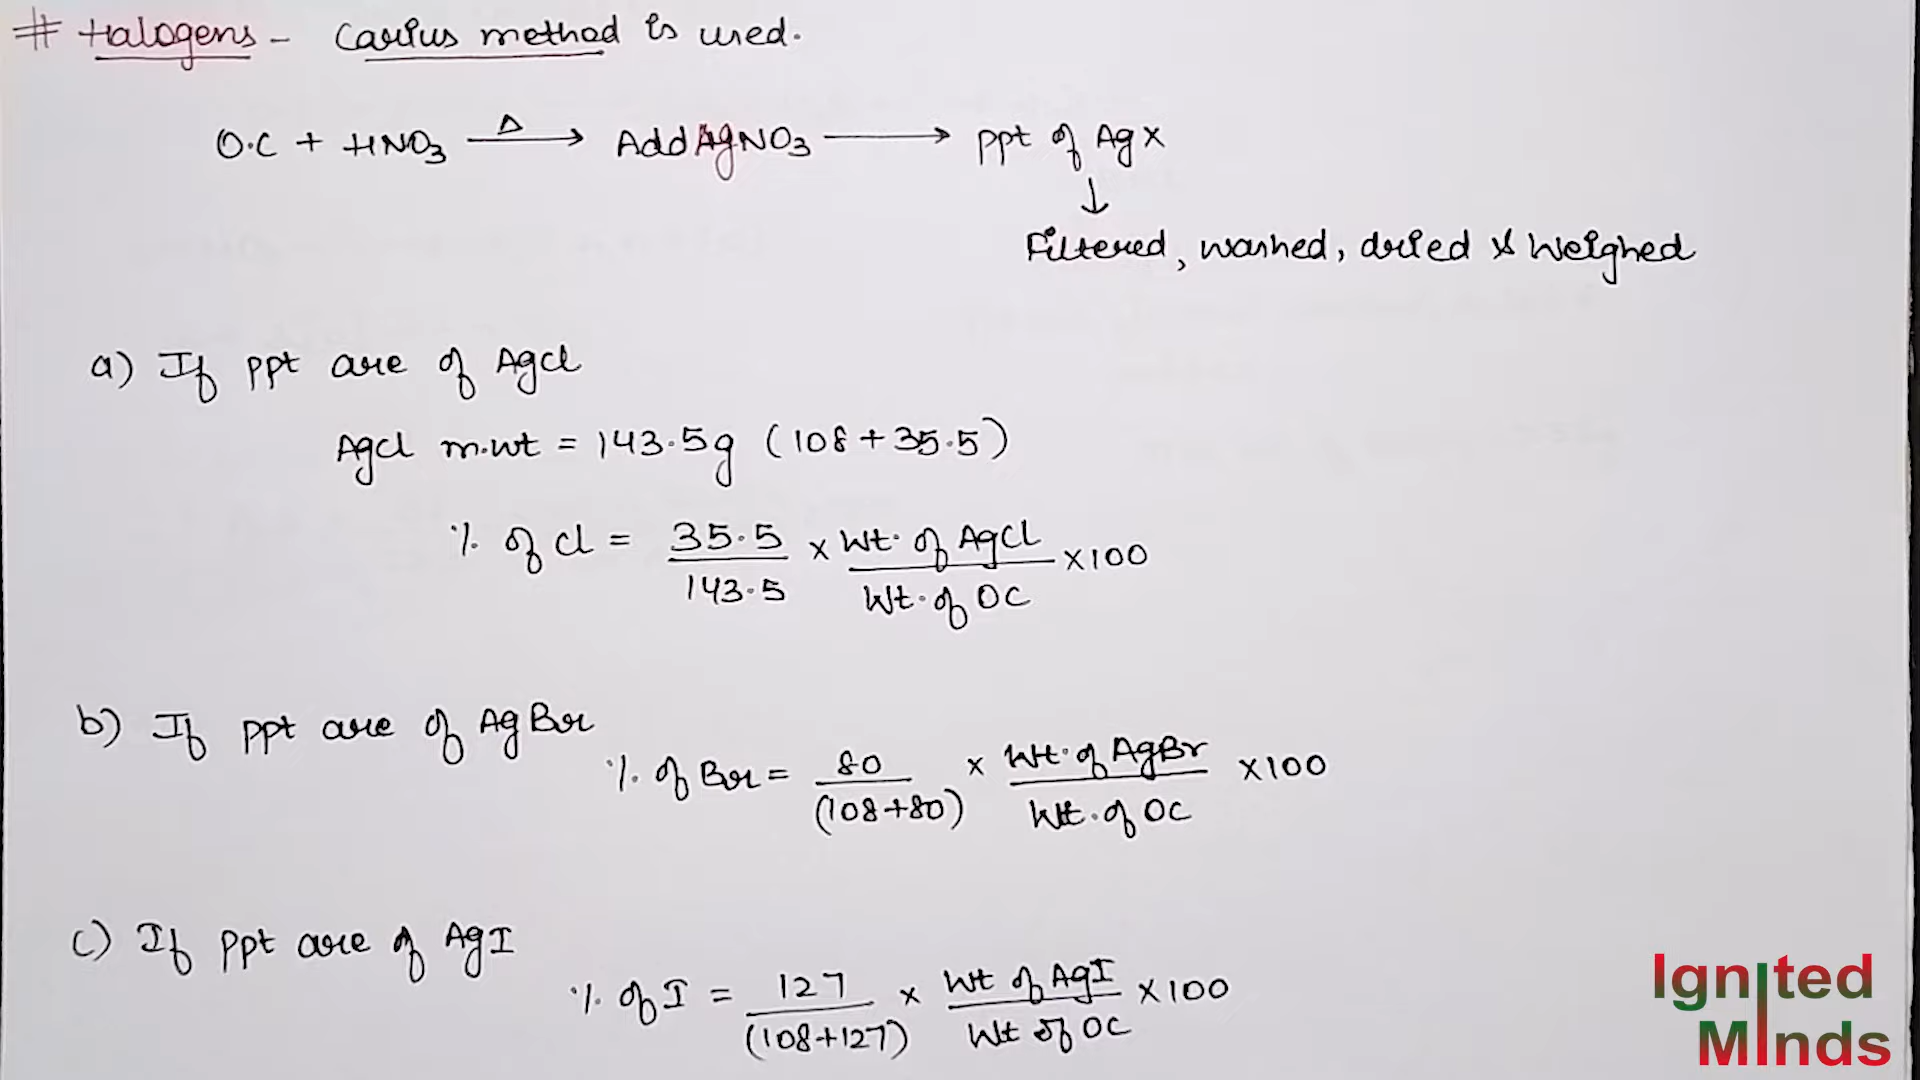 # Halogens - Carius method is used.
O.C + HNO3 —Δ→ Add AgNO3 ⟶ ppt of AgX
↓
Filtered, washed, dried & weighed
a) If ppt are of AgCl
AgCl m.wt = 143.5g (108+35.5)
% of Cl = 35.5/143.5 × Wt. of AgCl/Wt. of OC ×100
b) If ppt are of AgBr
% of Br = 80/(108+80) × Wt. of AgBr/Wt. of OC ×100
c) If ppt are of AgI
% of I = 127/(108+127) × Wt of AgI/Wt of OC ×100
Ignited
Minds